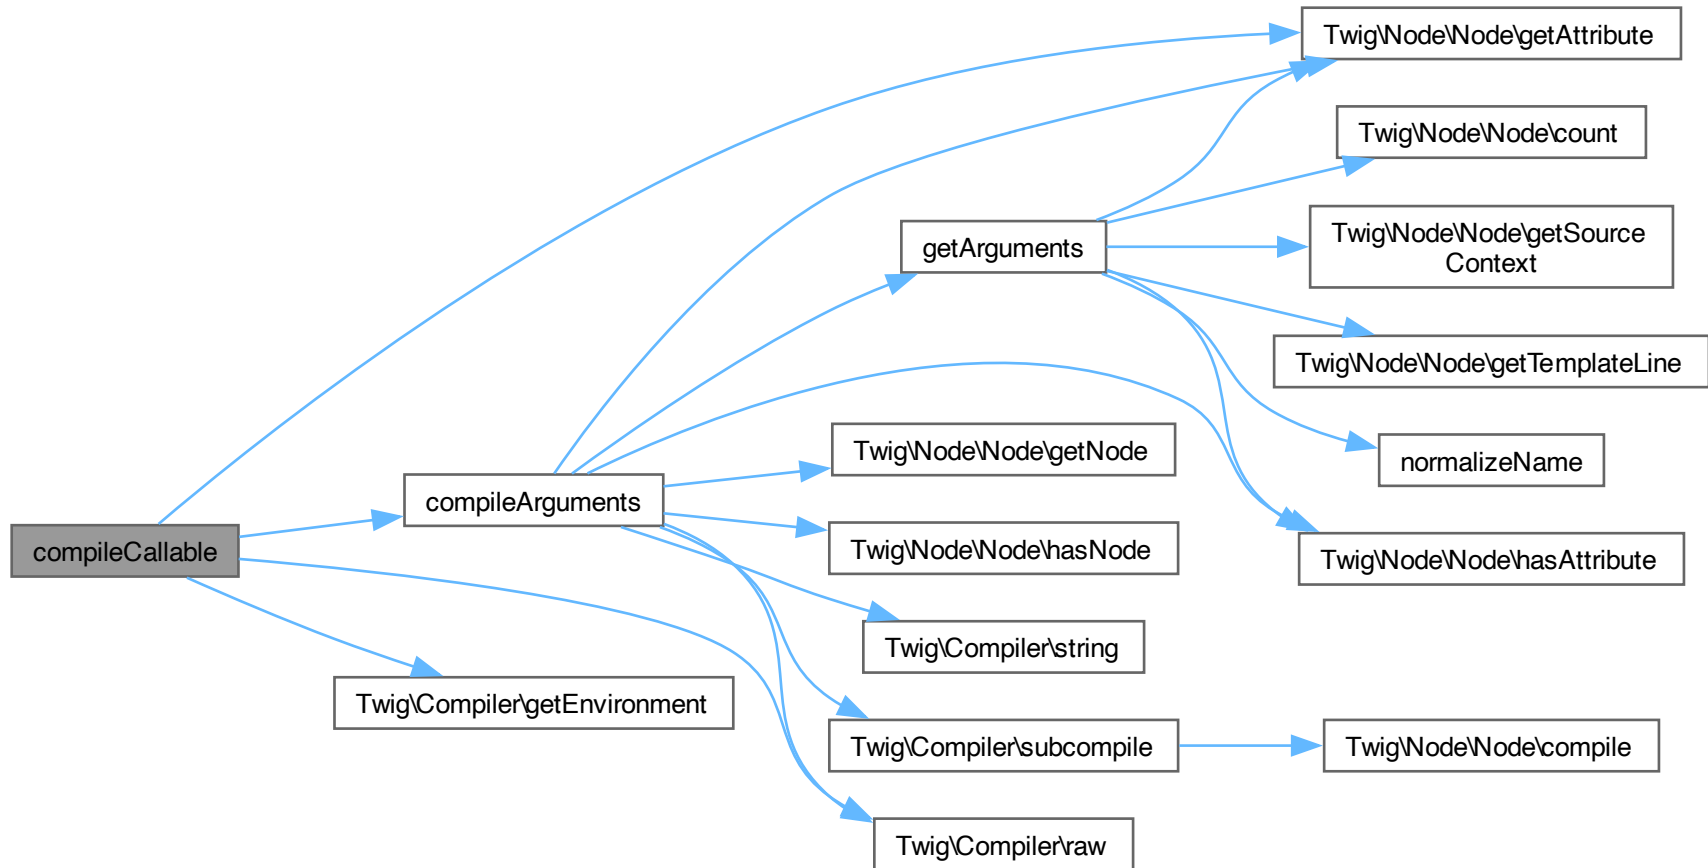 Twig\Node\Node\getAttribute
Twig\Node\Node\count
Twig\Node\Node\getSource
Context
getArguments
Twig\Node\Node\getTemplateLine
Twig\Node\Node\getNode
normalizeName
compileArguments
Twig\Node\Node\hasNode
compileCallable
Twig\Node\Node\hasAttribute
Twig\Compiler\string
Twig\Compiler\getEnvironment
Twig\Compiler\subcompile
Twig\Node\Node\compile
Twig\Compiler\raw